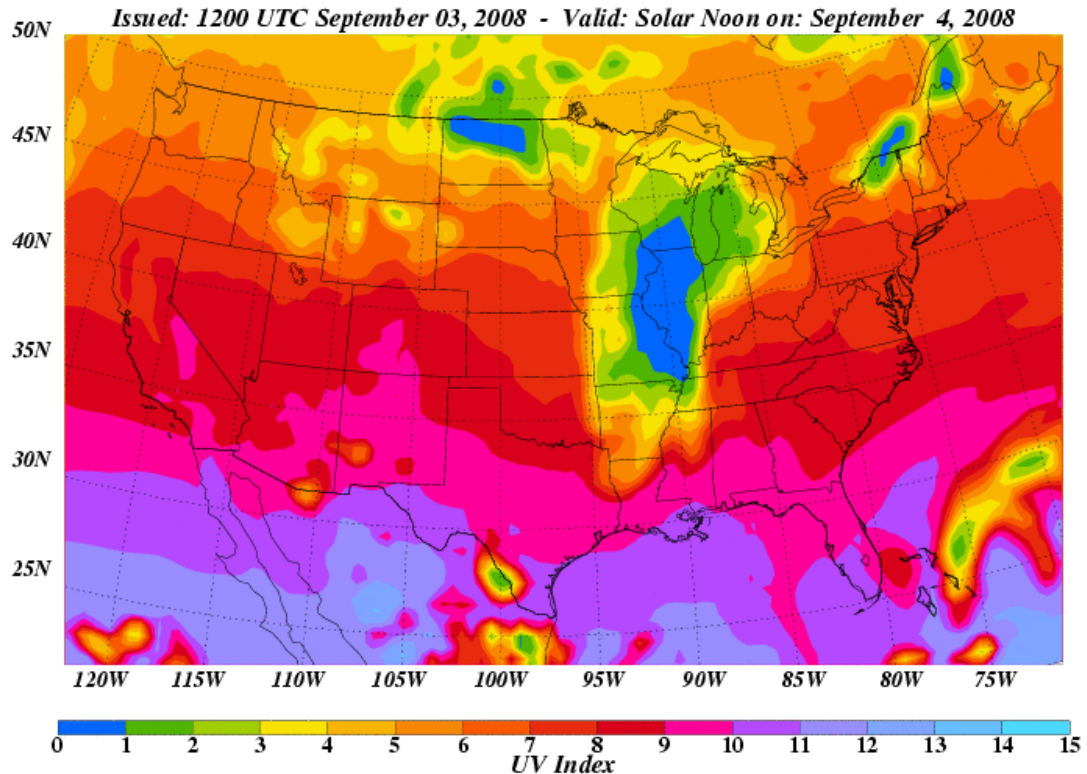 Issued: 1200 UTC September 03, 2008 - Valid: Solar Noon on: September 4, 2008
50N
45N
40N
35N
30N
25N
120W 115W 110W 105W 100W 95W 90W 85W 80W 75W
0 1 2 3 4 5 6 7 8 9 10 11 12 13 14 15
UV Index